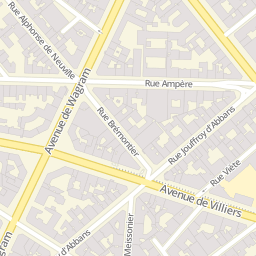 Rue Alphonse de Neuville
Avenue de Wagram
Rue Ampère
Rue Brémontier
Rue Jouffroy d'Abbans
Rue Viète
Avenue de Villiers
Meissonier
d'Abbans
agram